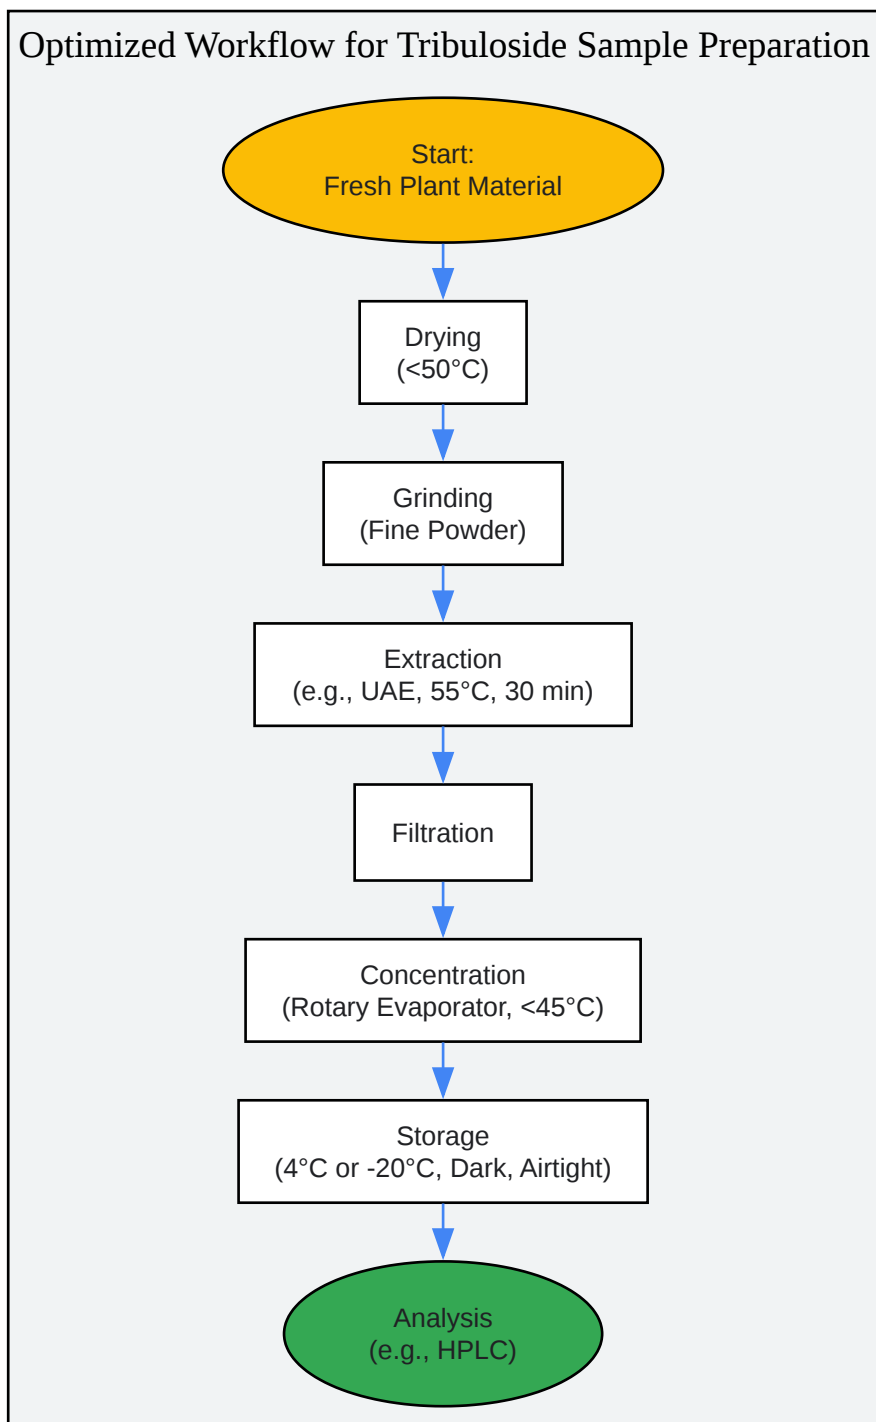 Optimized Workflow for Tribuloside Sample Preparation
Start:
Fresh Plant Material
Drying
(<50°C)
Grinding
(Fine Powder)
Extraction
(e.g., UAE, 55°C, 30 min)
Filtration
Concentration
(Rotary Evaporator, <45°C)
Storage
(4°C or -20°C, Dark, Airtight)
Analysis
(e.g., HPLC)